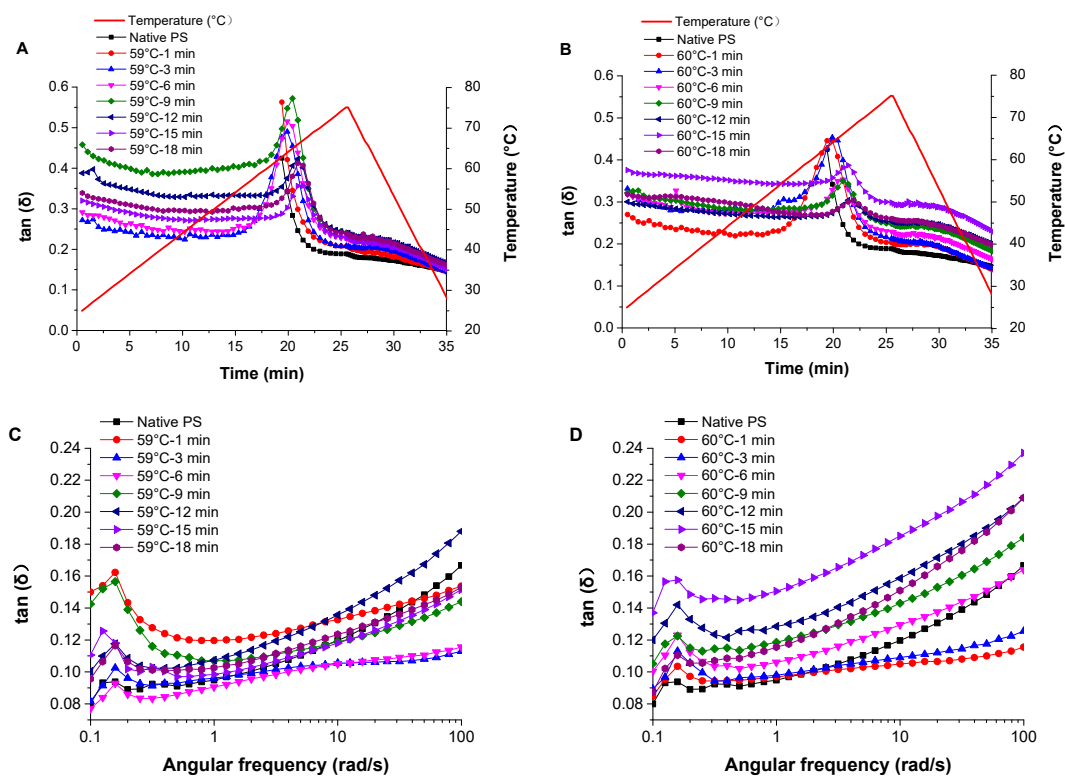 A
Temperature (°C）
Native PS
59°C-1 min
59°C-3 min
59°C-6 min
59°C-9 min
59°C-12 min
59°C-15 min
59°C-18 min
0.6
0.5
0.4
0.3
0.2
0.1
0.0
tan (δ)
80
70
60
50
40
30
20
Temperature (°C)
0 5 10 15 20 25 30 35
Time (min)
B
Temperature (°C）
Native PS
60°C-1 min
60°C-3 min
60°C-6 min
60°C-9 min
60°C-12 min
60°C-15 min
60°C-18 min
0.6
0.5
0.4
0.3
0.2
0.1
0.0
tan (δ)
80
70
60
50
40
30
20
Temperature (°C)
0 5 10 15 20 25 30 35
Time (min)
C
Native PS
59°C-1 min
59°C-3 min
59°C-6 min
59°C-9 min
59°C-12 min
59°C-15 min
59°C-18 min
0.24
0.22
0.20
0.18
0.16
0.14
0.12
0.10
0.08
tan (δ)
0.1 1 10 100
Angular frequency (rad/s)
D
Native PS
60°C-1 min
60°C-3 min
60°C-6 min
60°C-9 min
60°C-12 min
60°C-15 min
60°C-18 min
0.24
0.22
0.20
0.18
0.16
0.14
0.12
0.10
0.08
tan (δ)
0.1 1 10 100
Angular frequency (rad/s)